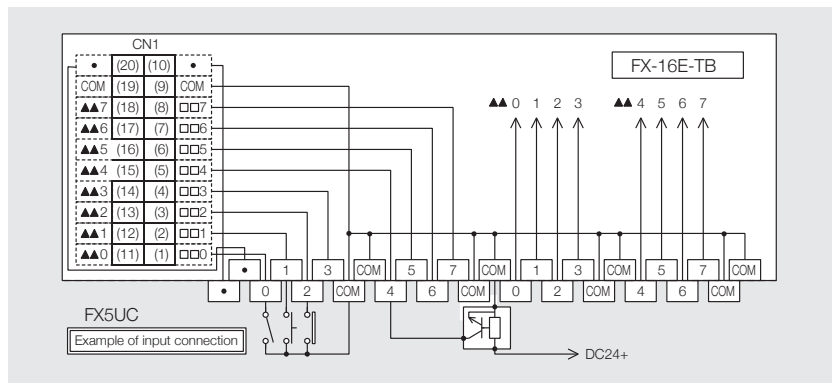 CN1
• (20) (10) •
COM (19) (9) COM
▲▲7 (18) (8) □□7
▲▲6 (17) (7) □□6
▲▲5 (16) (6) □□5
▲▲4 (15) (5) □□4
▲▲3 (14) (4) □□3
▲▲2 (13) (3) □□2
▲▲1 (12) (2) □□1
▲▲0 (11) (1) □□0
FX-16E-TB
▲▲ 0 1 2 3 ▲▲ 4 5 6 7
• 1 3 COM 5 7 COM 1 3 COM 5 7 COM
• 0 2 COM 4 6 COM 0 2 COM 4 6 COM
FX5UC
Example of input connection
DC24+